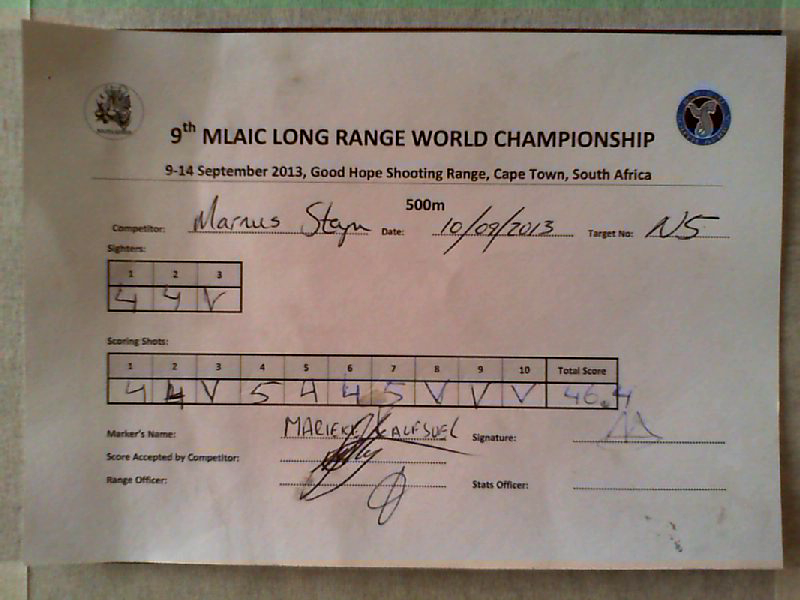 9th MLAIC LONG RANGE WORLD CHAMPIONSHIP
9-14 September 2013, Good Hope Shooting Range, Cape Town, South Africa
500m
Competitor: Marnus Steyn Date: 10/09/2013 Target No: N5
Sighters:
1 2 3
4 4 V
Scoring Shots:
1 2 3 4 5 6 7 8 9 10 Total Score
4 4 V 5 4 4 5 V V V 46.4
Marker's Name: MARIEKE Signature:
Score Accepted by Competitor:
Range Officer: Stats Officer: